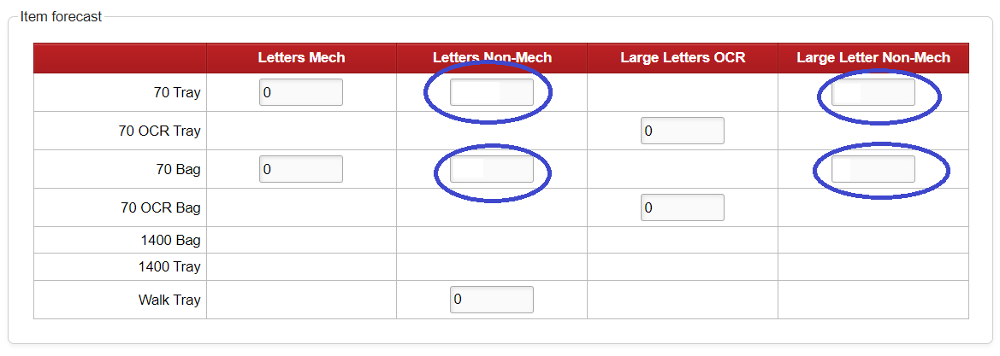 Item forecast
Letters Mech Letters Non-Mech Large Letters OCR Large Letter Non-Mech
70 Tray 0
70 OCR Tray 0
70 Bag 0
70 OCR Bag 0
1400 Bag
1400 Tray
Walk Tray 0